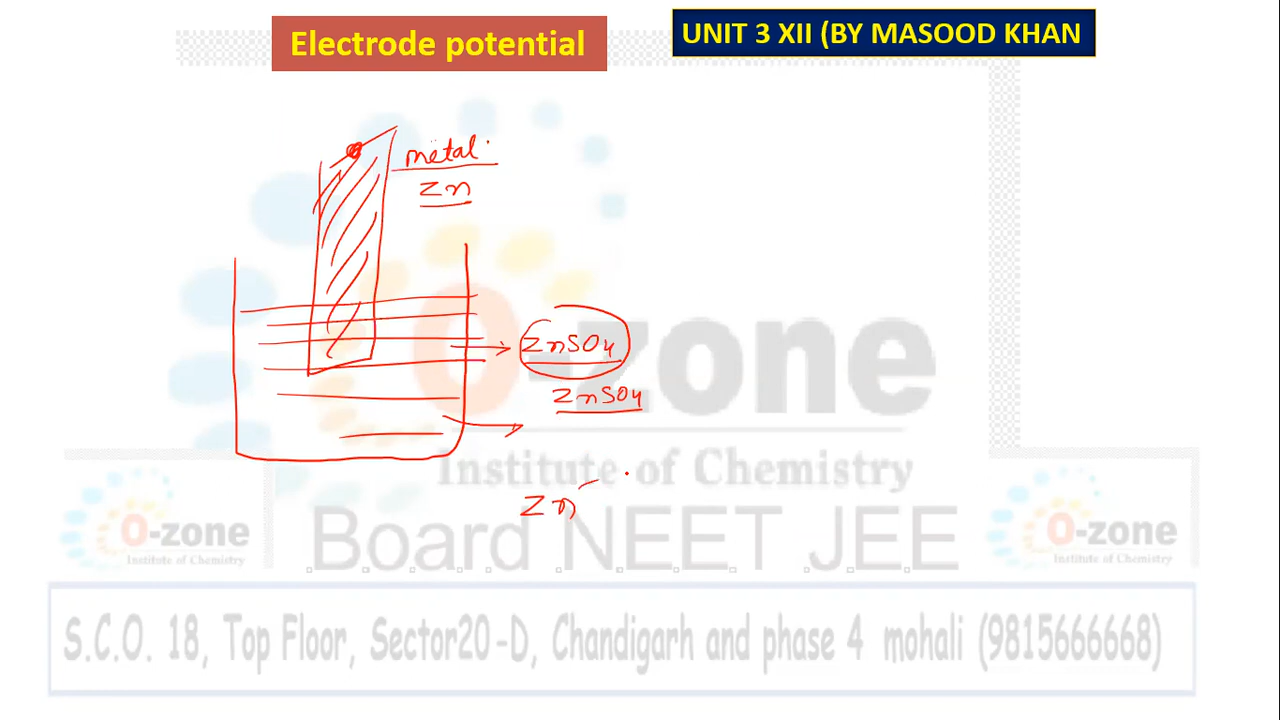 Electrode potential
UNIT 3 XII (BY MASOOD KHAN
metal
Zn
ZnSO4
ZnSO4
Zn
O-zone
Institute of Chemistry
Board NEET JEE
O-zone
Institute of Chemistry
O-zone
Institute of Chemistry
S.C.O. 18, Top Floor, Sector20-D, Chandigarh and phase 4 mohali (9815666668)